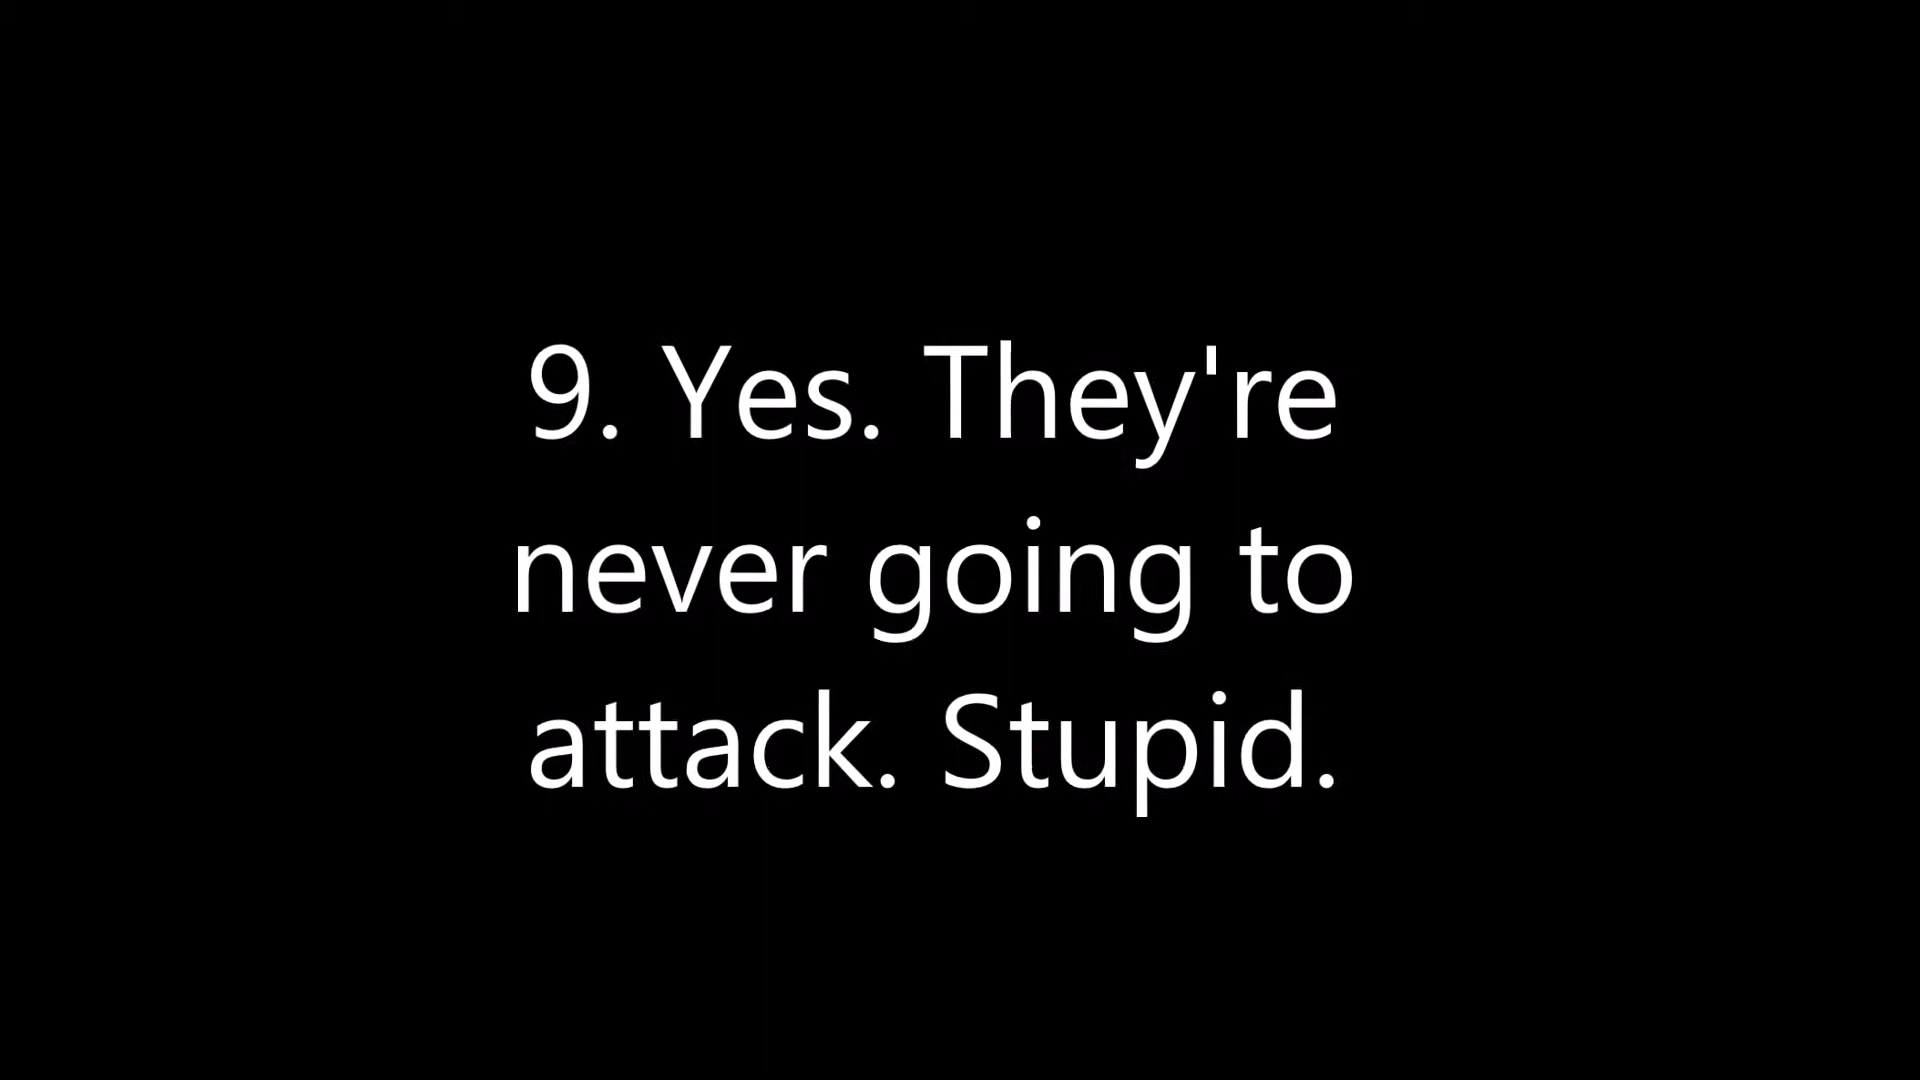 9. Yes. They're
never going to
attack. Stupid.